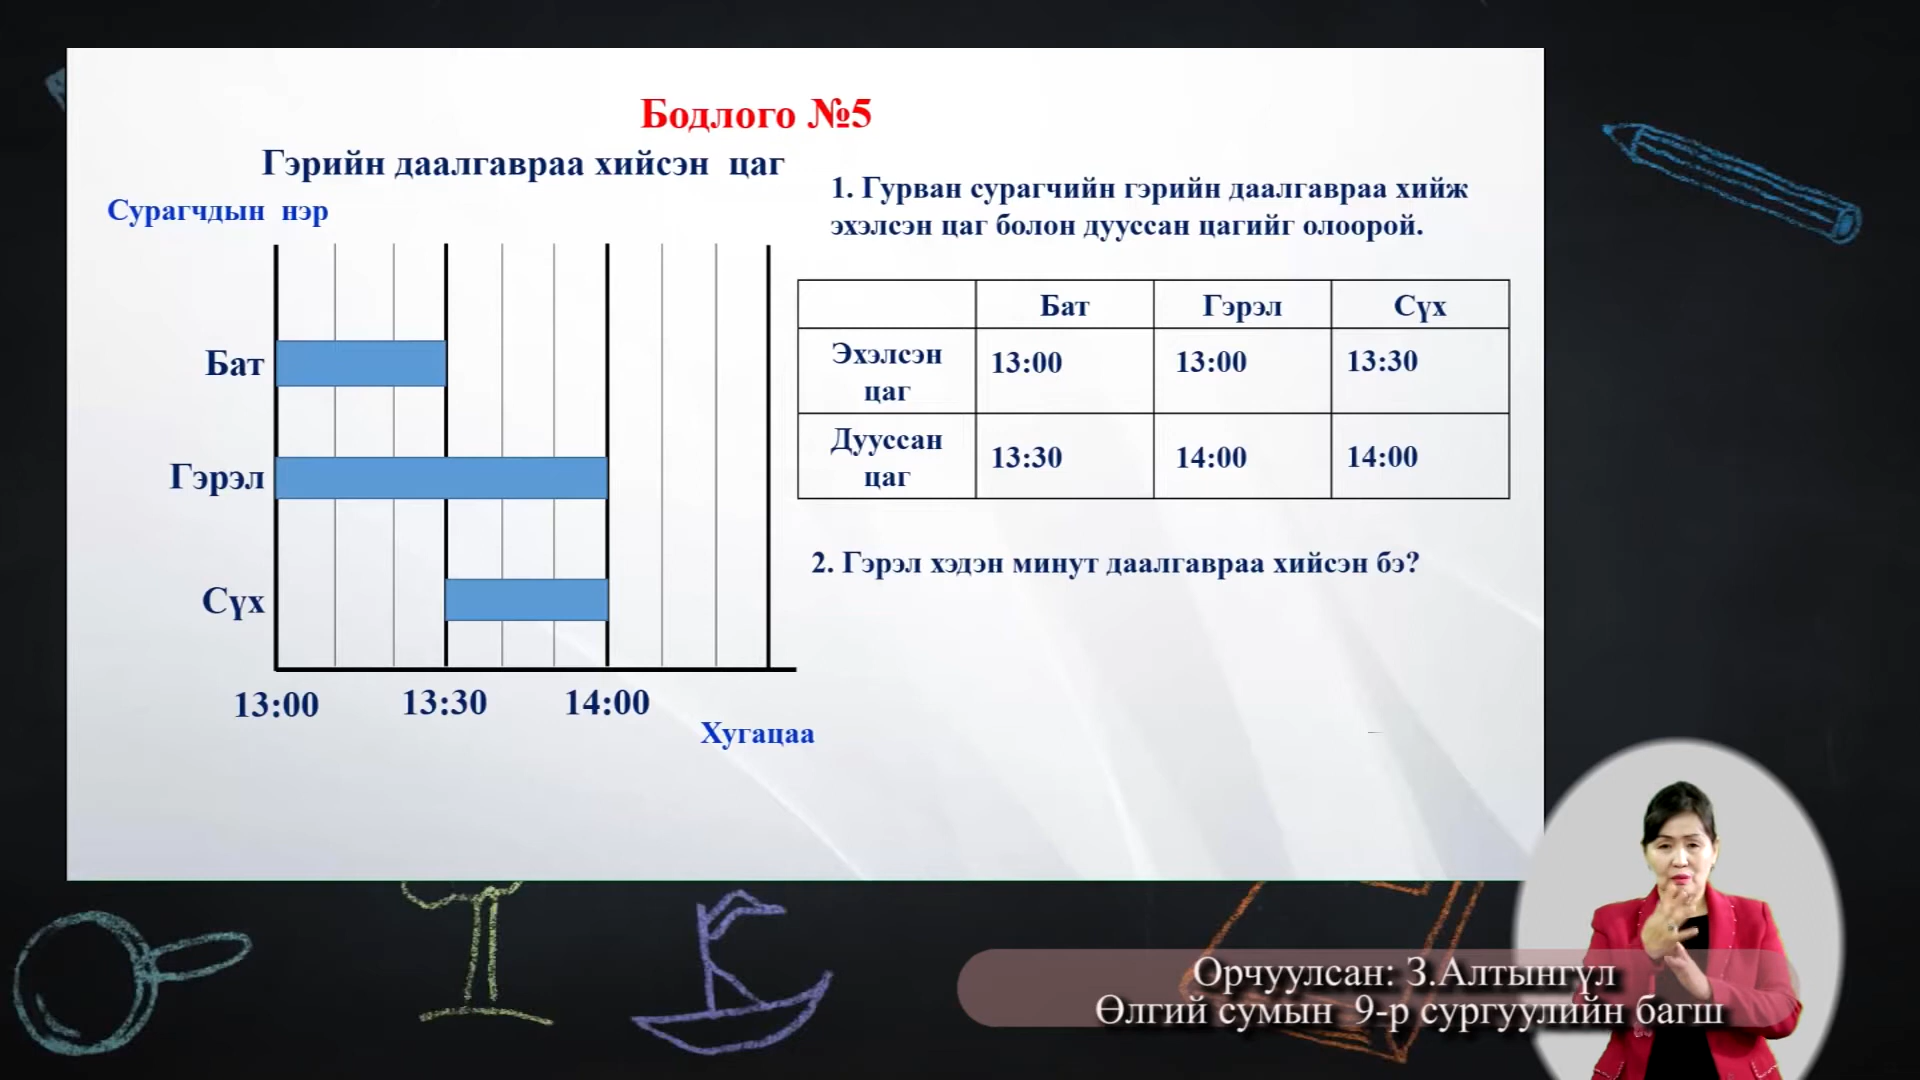 Бодлого №5
Гэрийн даалгавраа хийсэн цаг
Сурагчдын нэр
Бат
Гэрэл
Сүх
13:00 13:30 14:00
Хугацаа
1. Гурван сурагчийн гэрийн даалгавраа хийж
эхэлсэн цаг болон дууссан цагийг олоорой.
Бат Гэрэл Сүх
Эхэлсэн
цаг
13:00 13:00 13:30
Дууссан
цаг
13:30 14:00 14:00
2. Гэрэл хэдэн минут даалгавраа хийсэн бэ?
Орчуулсан: З.Алтынгүл
Өлгий сумын 9-р сургуулийн багш